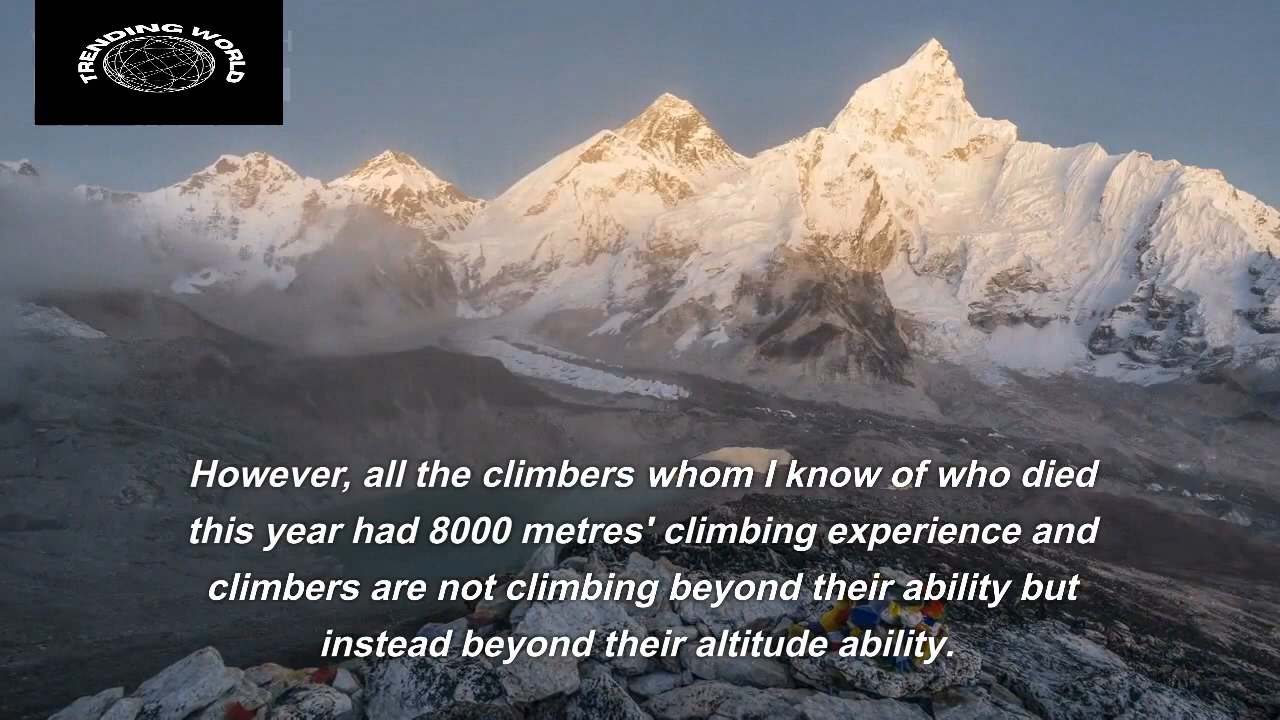 TRENDING WORLD
However, all the climbers whom I know of who died
this year had 8000 metres' climbing experience and
climbers are not climbing beyond their ability but
instead beyond their altitude ability.